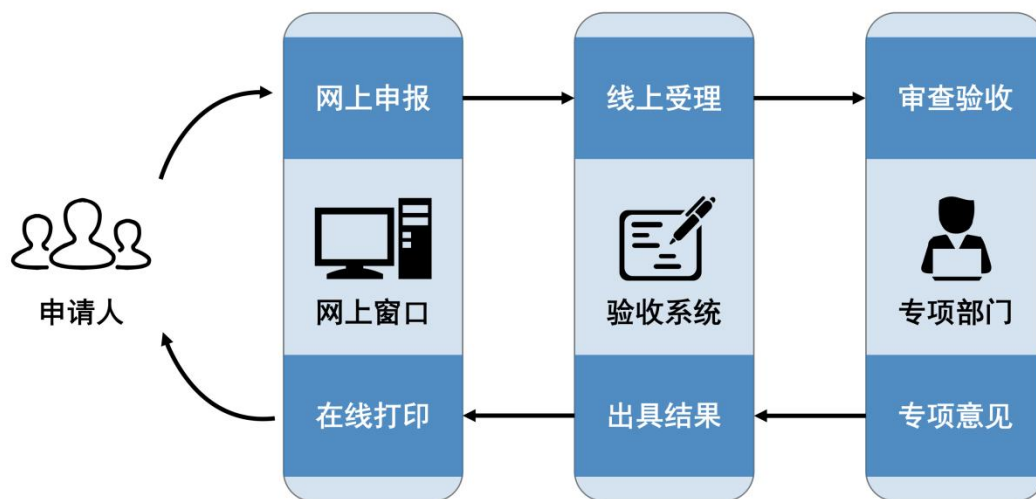 网上申报
线上受理
审查验收
申请人
网上窗口
验收系统
专项部门
在线打印
出具结果
专项意见